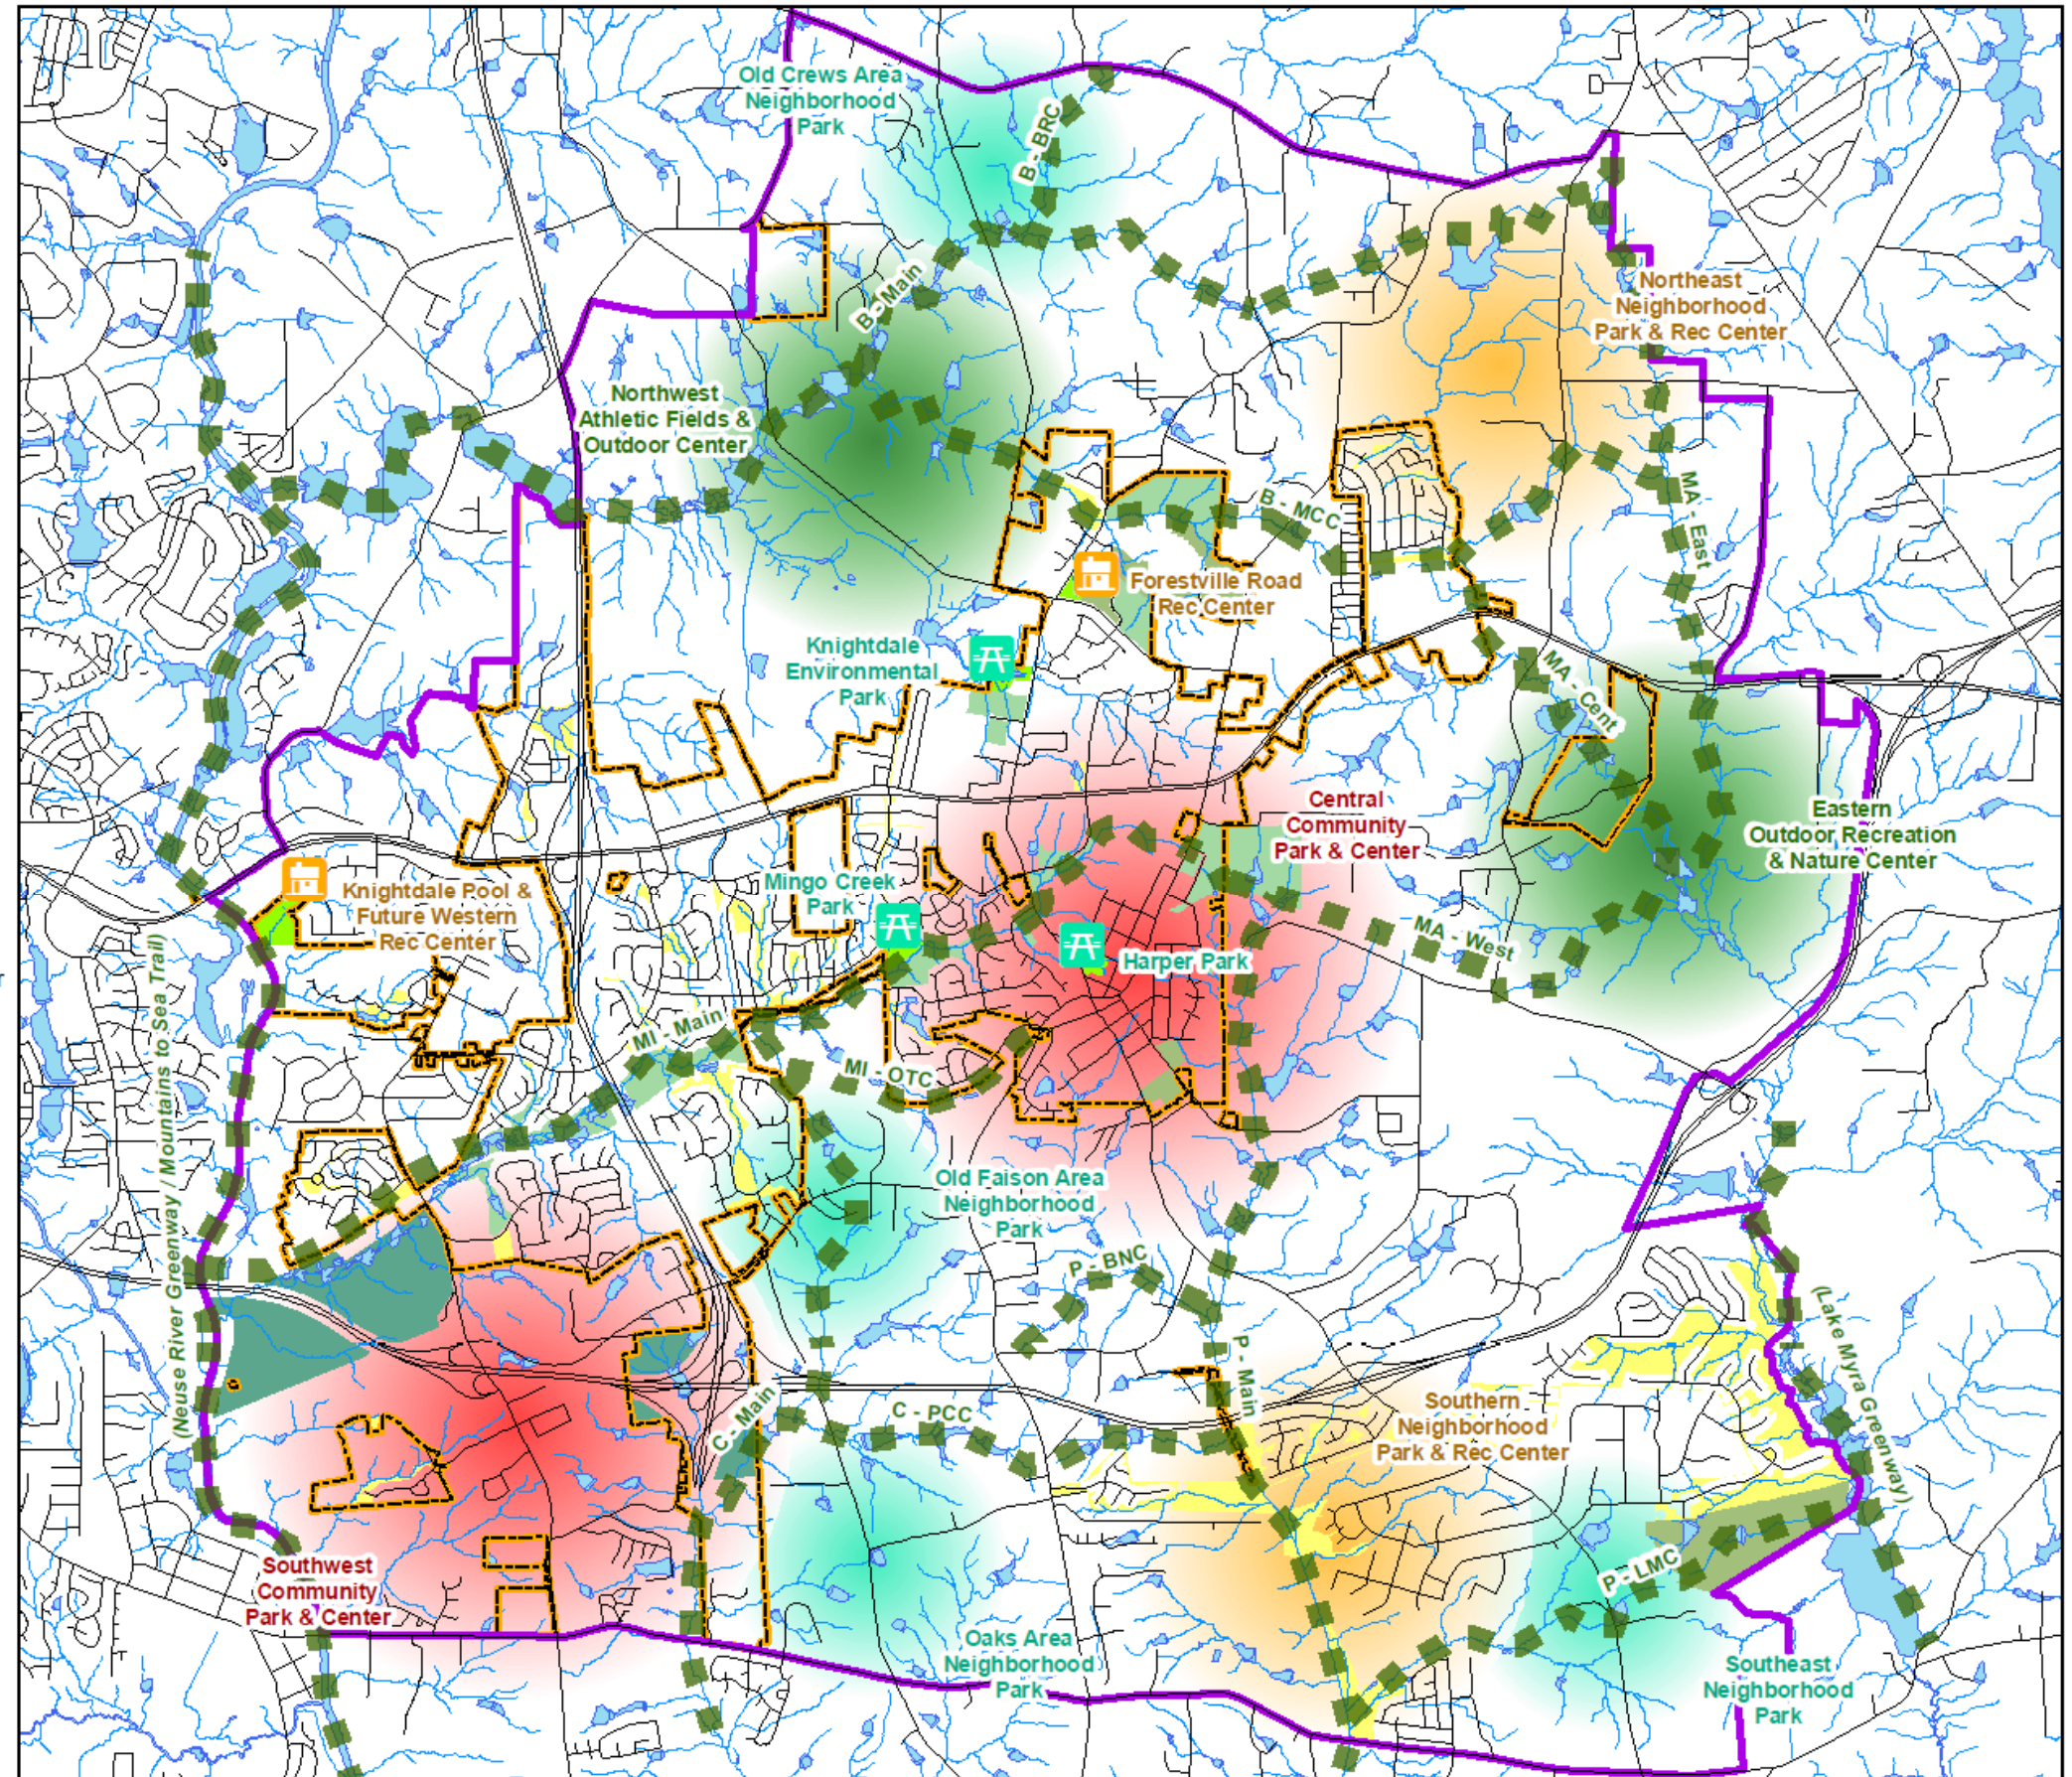 Old Crews Area
Neighborhood
Park
B - BRC
B - Main
Northeast
Neighborhood
Park & Rec Center
Northwest
Athletic Fields &
Outdoor Center
B - MCC
MA - East
Forestville Road
Rec Center
Knightdale
Environmental
Park
MA - Cent
Central
Community
Park & Center
Eastern
Outdoor Recreation
& Nature Center
Knightdale Pool &
Future Western
Rec Center
Mingo Creek
Park
Harper Park
MA - West
(Neuse River Greenway / Mountains to Sea Trail)
MI - Main
MI - OTC
Old Faison Area
Neighborhood
Park
P - BNC
P - Main
(Lake Myra Greenway)
C - Main
C - PCC
Southern
Neighborhood
Park & Rec Center
Southwest
Community
Park & Center
P - LMC
Oaks Area
Neighborhood
Park
Southeast
Neighborhood
Park